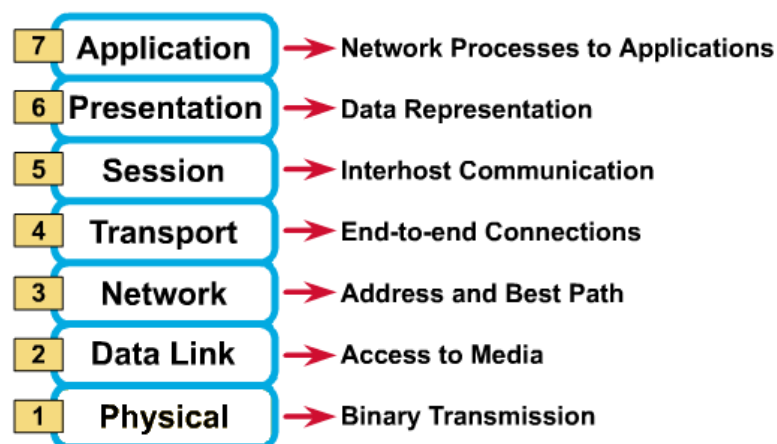 7 Application Network Processes to Applications
6 Presentation Data Representation
5 Session Interhost Communication
4 Transport End-to-end Connections
3 Network Address and Best Path
2 Data Link Access to Media
1 Physical Binary Transmission